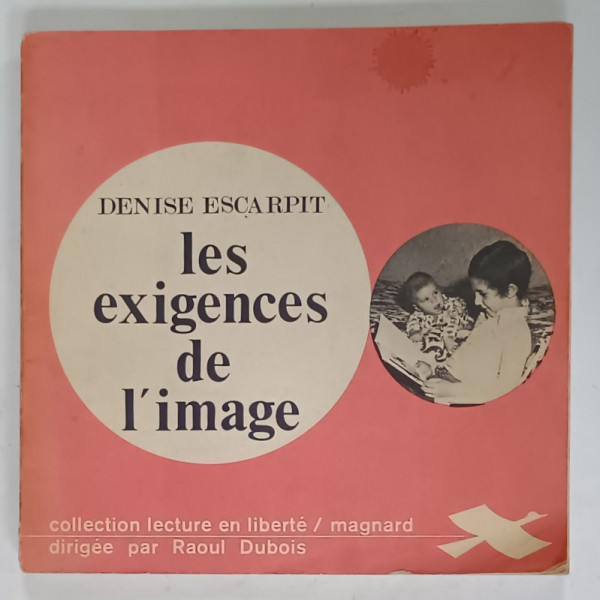 DENISE ESCARPIT
les
exigences
de
l'image
collection lecture en liberté / magnard
dirigée par Raoul Dubois